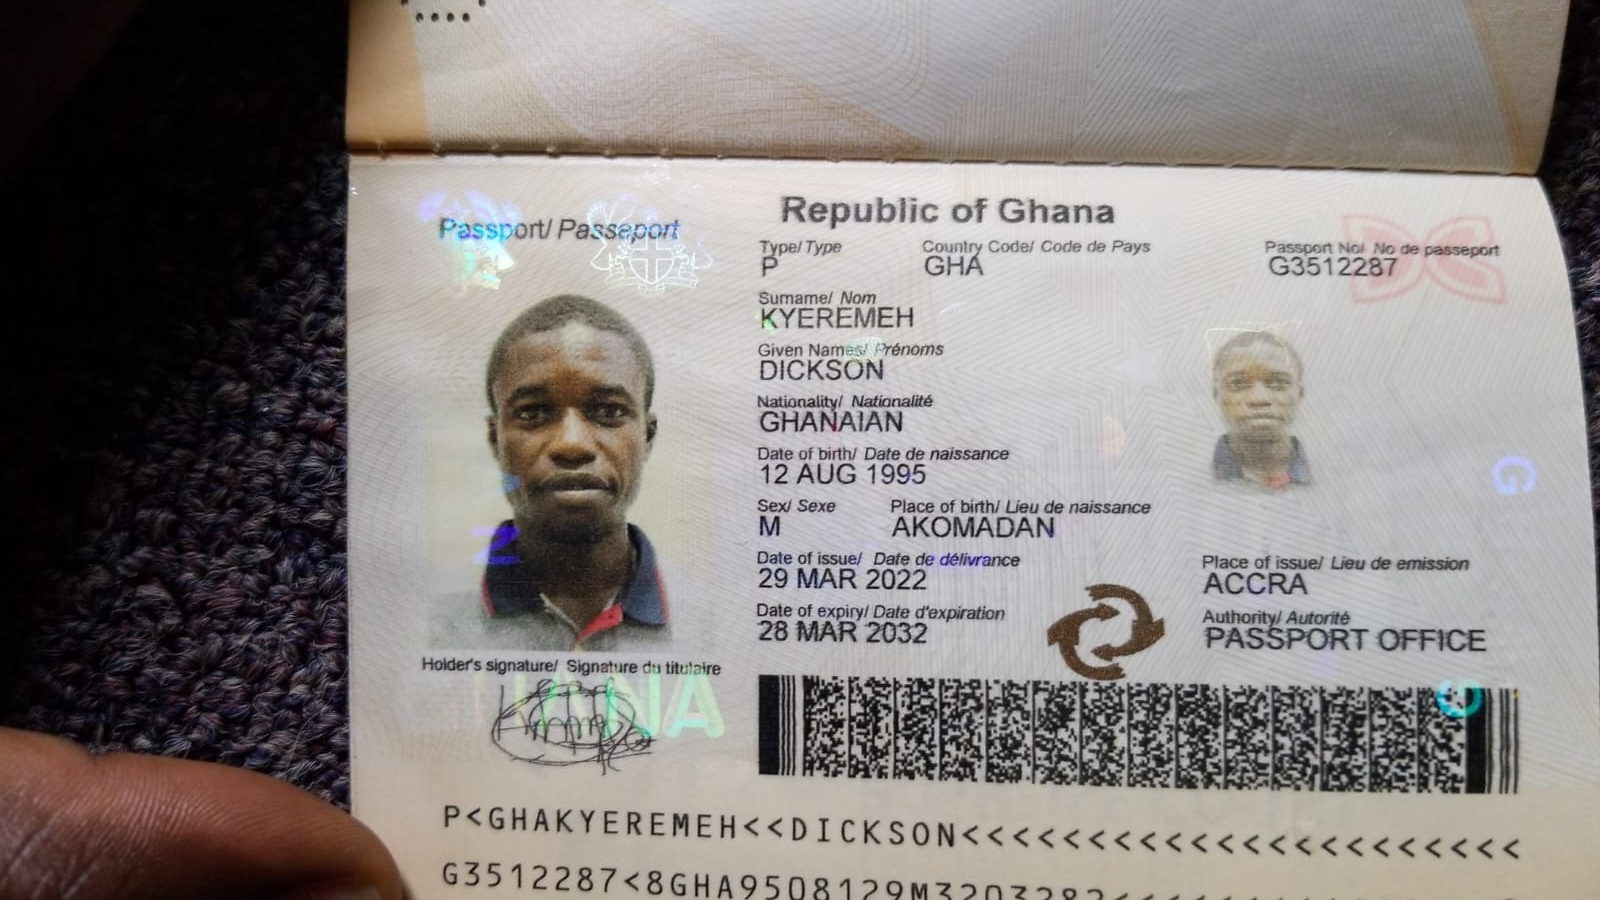 Republic of Ghana
Passport/ Passeport
Type/ Type Country Code/ Code de Pays Passport No/ No de passeport
P GHA G3512287
Surname/ Nom
KYEREMEH
Given Names/ Prénoms
DICKSON
Nationality/ Nationalité
GHANAIAN
Date of birth/ Date de naissance
12 AUG 1995
Sex/ Sexe Place of birth/ Lieu de naissance
M AKOMADAN
Date of issue/ Date de délivrance Place of issue/ Lieu de emission
29 MAR 2022 ACCRA
Date of expiry/ Date d'expiration Authority/ Autorité
28 MAR 2032 PASSPORT OFFICE
Holder's signature/ Signature du titulaire
P<GHAKYEREMEH<<DICKSON<<<<<<<<<<<<<<<<<<<<<<
G3512287<8GHA9508129M3203282